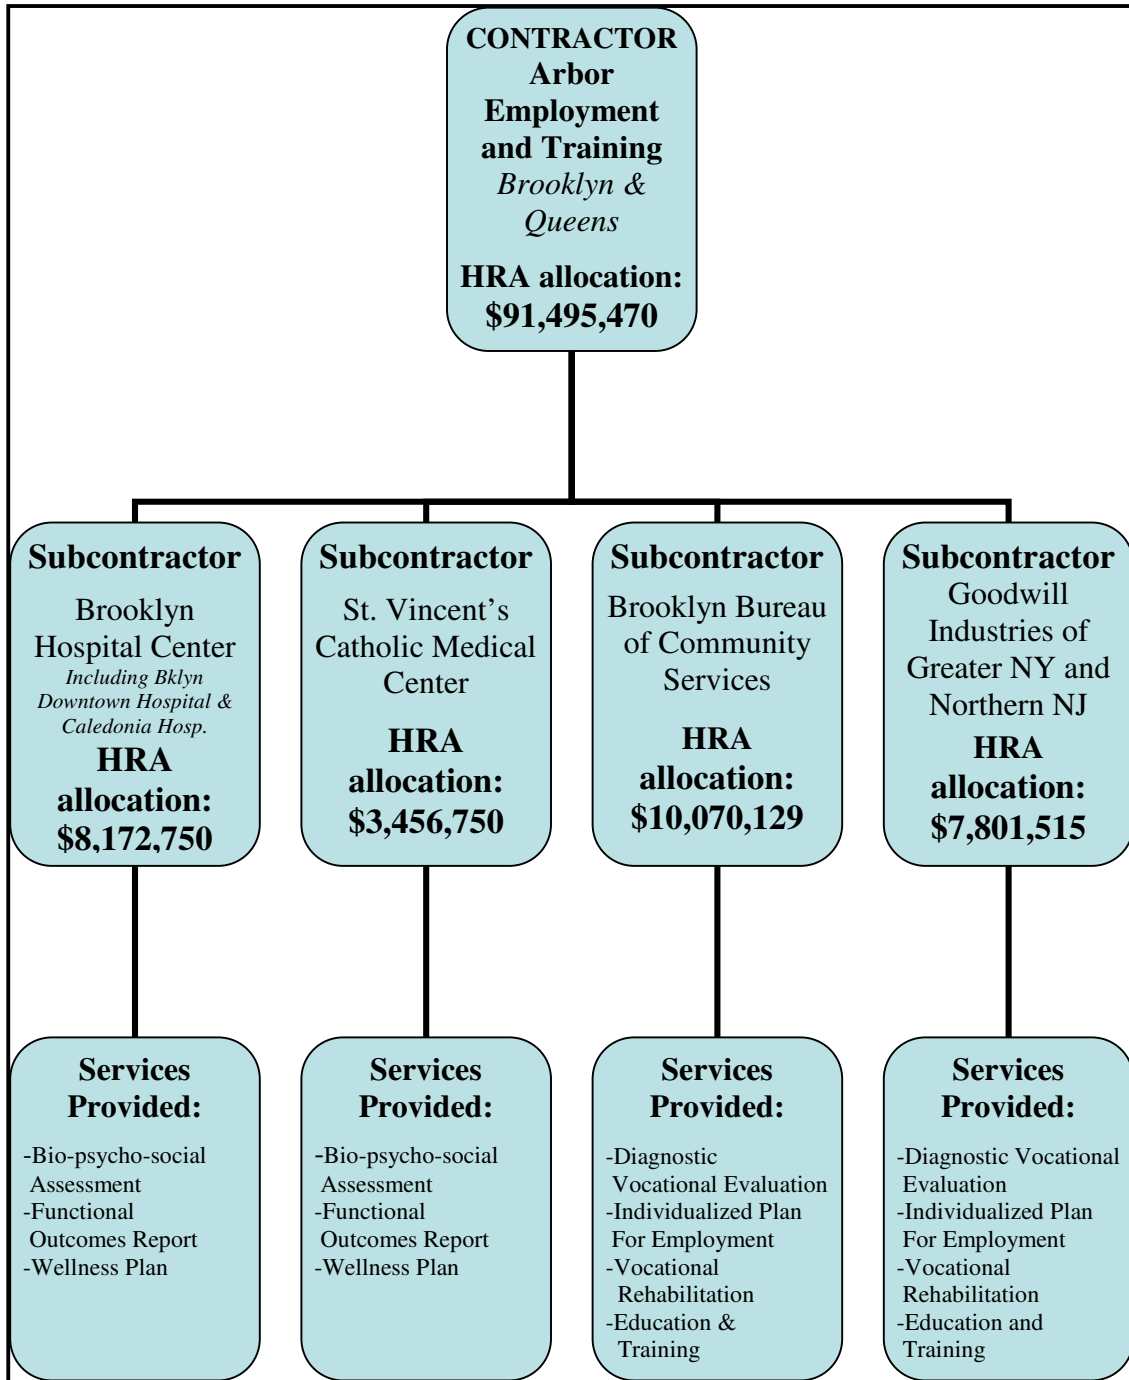 CONTRACTOR
Arbor
Employment
and Training
Brooklyn &
Queens
HRA allocation:
$91,495,470
Subcontractor
Brooklyn
Hospital Center
Including Bklyn
Downtown Hospital &
Caledonia Hosp.
HRA
allocation:
$8,172,750
Subcontractor
St. Vincent’s
Catholic Medical
Center
HRA
allocation:
$3,456,750
Subcontractor
Brooklyn Bureau
of Community
Services
HRA
allocation:
$10,070,129
Subcontractor
Goodwill
Industries of
Greater NY and
Northern NJ
HRA
allocation:
$7,801,515
Services
Provided:
-Bio-psycho-social
Assessment
-Functional
Outcomes Report
-Wellness Plan
Services
Provided:
-Bio-psycho-social
Assessment
-Functional
Outcomes Report
-Wellness Plan
Services
Provided:
-Diagnostic
Vocational Evaluation
-Individualized Plan
For Employment
-Vocational
Rehabilitation
-Education &
Training
Services
Provided:
-Diagnostic Vocational
Evaluation
-Individualized Plan
For Employment
-Vocational
Rehabilitation
-Education and
Training